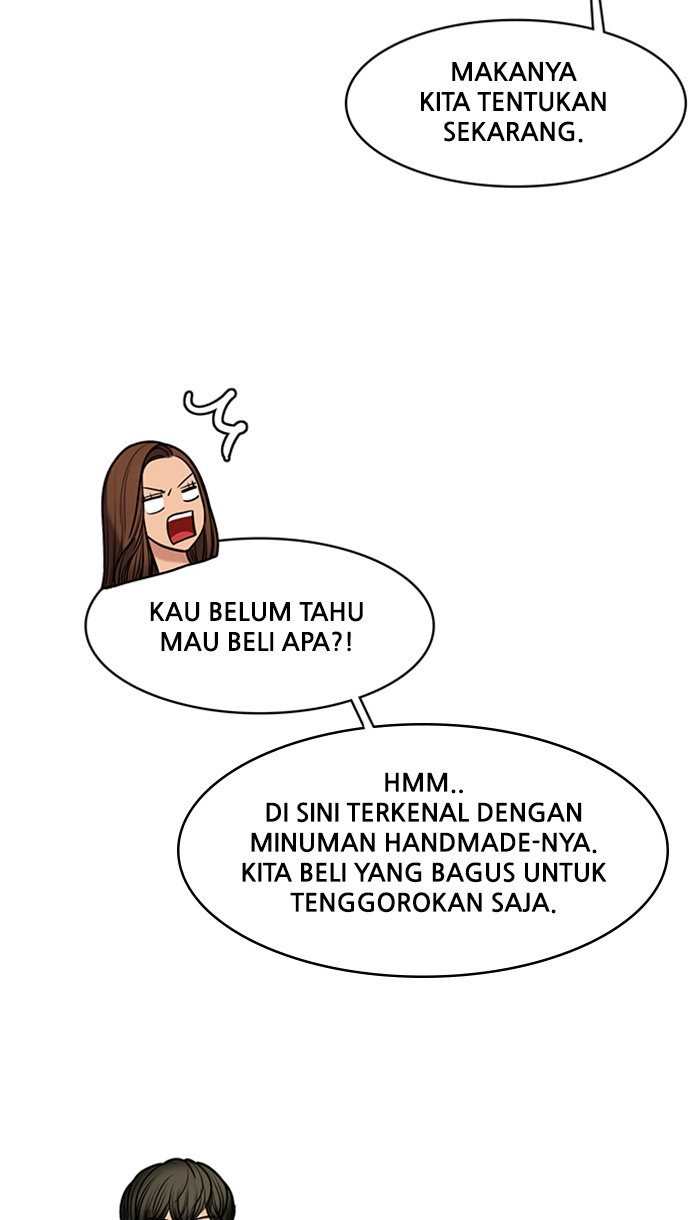 MAKANYA
KITA TENTUKAN
SEKARANG.
KAU BELUM TAHU
MAU BELI APA?!
HMM..
DI SINI TERKENAL DENGAN
MINUMAN HANDMADE-NYA.
KITA BELI YANG BAGUS UNTUK
TENGGOROKAN SAJA.